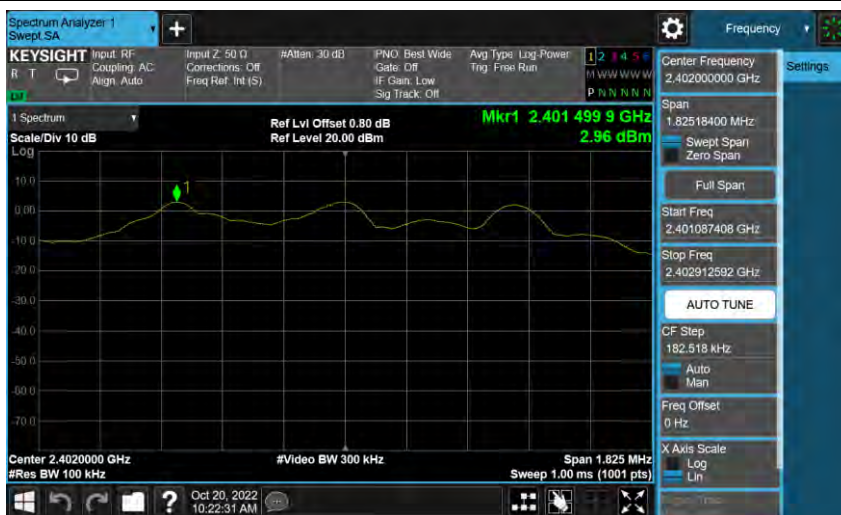 Spectrum Analyzer 1
Swept SA
+
Frequency
KEYSIGHT
R T
LXI
Input: RF
Coupling: AC
Align: Auto
Input Z: 50 Ω
Corrections: Off
Freq Ref: Int (S)
#Atten: 30 dB
PNO: Best Wide
Gate: Off
IF Gain: Low
Sig Track: Off
Avg Type: Log-Power
Trig: Free Run
1 2 3 4 5 6
M W W W W W
P N N N N N
1 Spectrum
Scale/Div 10 dB
Ref Lvl Offset 0.80 dB
Ref Level 20.00 dBm
Mkr1 2.401 499 9 GHz
2.96 dBm
Log
1
10.0
0.00
-10.0
-20.0
-30.0
-40.0
-50.0
-60.0
-70.0
Center 2.4020000 GHz
#Res BW 100 kHz
#Video BW 300 kHz
Span 1.825 MHz
Sweep 1.00 ms (1001 pts)
Center Frequency
2.402000000 GHz
Settings
Span
1.82518400 MHz
Swept Span
Zero Span
Full Span
Start Freq
2.401087408 GHz
Stop Freq
2.402912592 GHz
AUTO TUNE
CF Step
182.518 kHz
Auto
Man
Freq Offset
0 Hz
X Axis Scale
Log
Lin
?
Oct 20, 2022
10:22:31 AM